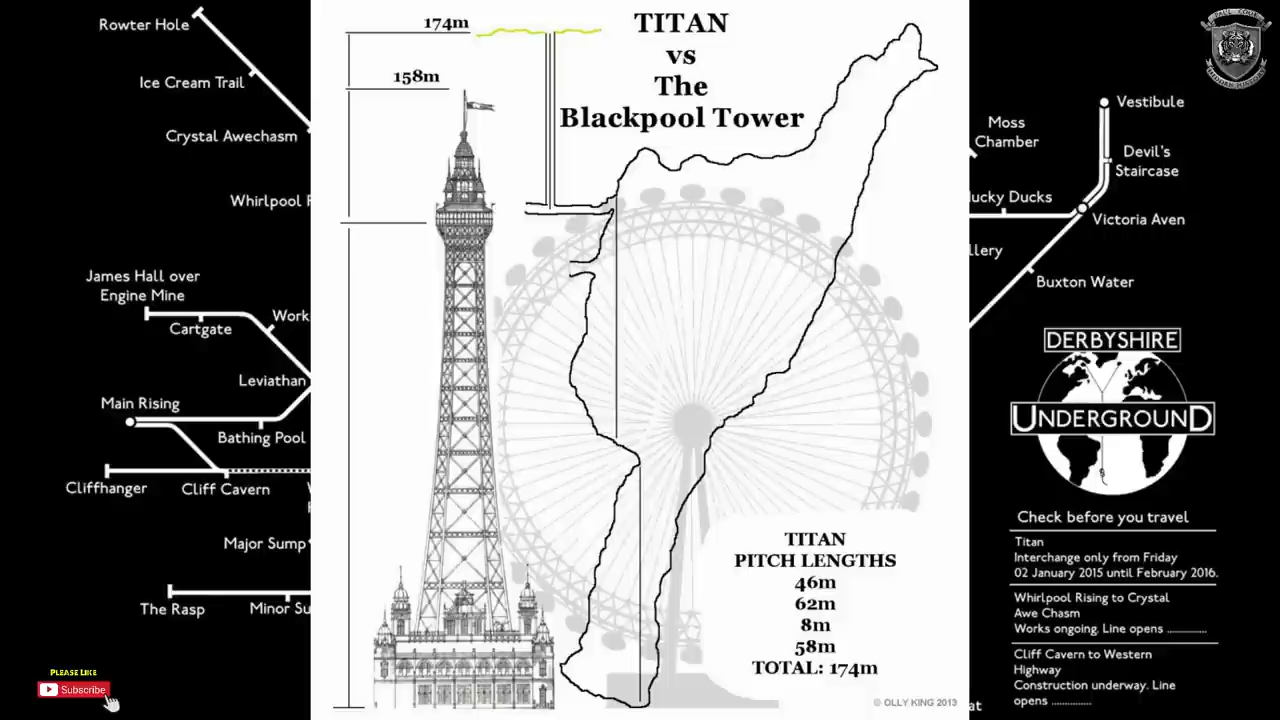 Rowter Hole
Ice Cream Trail
Crystal Awechasm
Whirlpool
James Hall over
Engine Mine
Cartgate
Work
Leviathan
Main Rising
Bathing Pool
Cliffhanger
Cliff Cavern
Major Sump
The Rasp
Minor Su
PLEASE LIKE
Subscribe
174m
158m
TITAN
vs
The
Blackpool Tower
TITAN
PITCH LENGTHS
46m
62m
8m
58m
TOTAL: 174m
© OLLY KING 2013
Vestibule
Moss
Chamber
Devil's
Staircase
ucky Ducks
Victoria Aven
llery
Buxton Water
DERBYSHIRE
UNDERGROUND
Check before you travel
Titan
Interchange only from Friday
02 January 2015 until February 2016.
Whirlpool Rising to Crystal
Awe Chasm
Works ongoing. Line opens ............
Cliff Cavern to Western
Highway
Construction underway. Line
opens ............
at